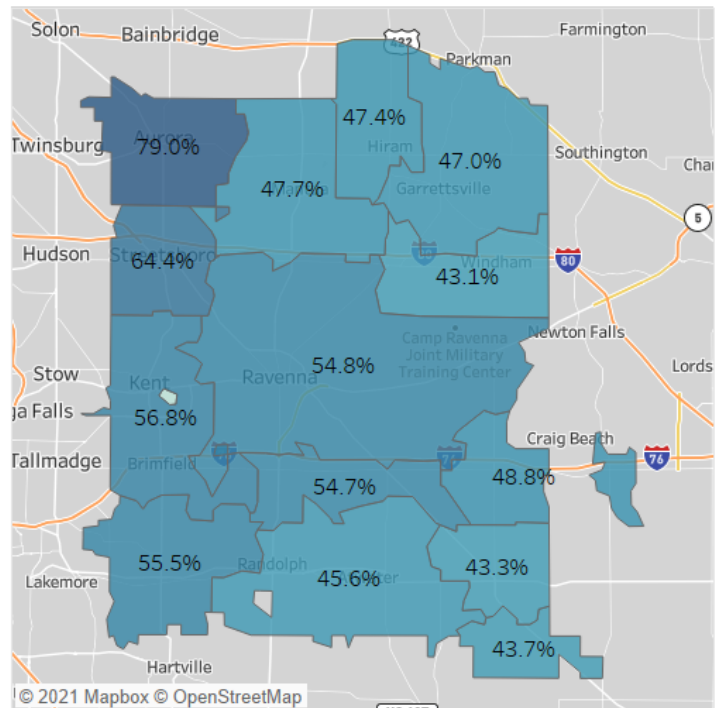 Solon
Bainbridge
422
Farmington
Parkman
Aurora
79.0%
47.4%
Hiram
47.0%
Garrettsville
Twinsburg
Southington
Char
47.7%
5
Hudson
Streetsboro
64.4%
80
Windham
43.1%
80
Newton Falls
Camp Ravenna
Joint Military
Training Center
54.8%
Lords
Stow
Kent
Ravenna
ga Falls
56.8%
Craig Beach
Tallmadge
Brimfield
76
76
54.7%
48.8%
55.5%
Randolph
45.6%
43.3%
Lakemore
43.7%
Hartville
© 2021 Mapbox © OpenStreetMap